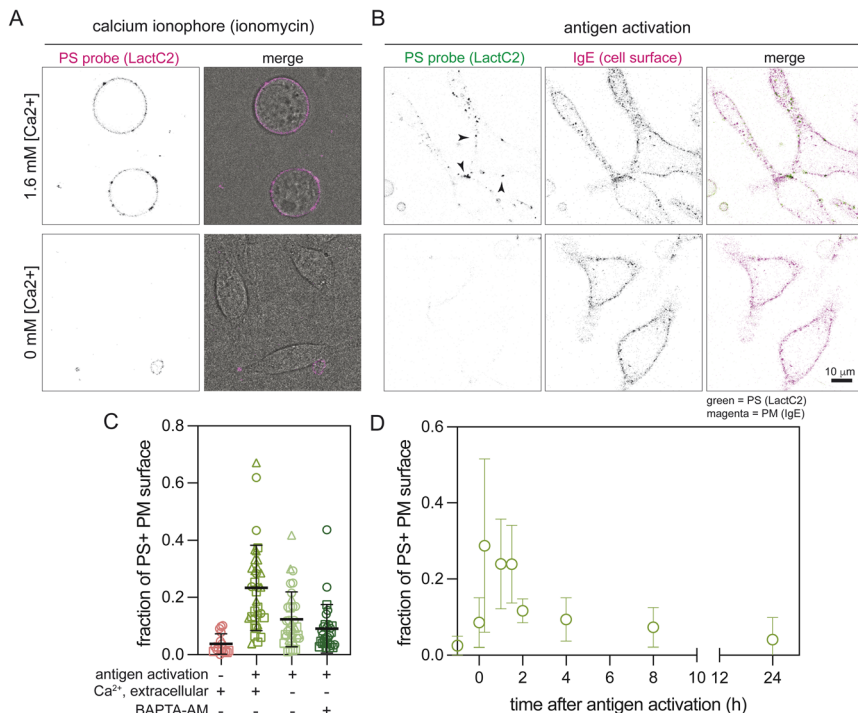 A
calcium ionophore (ionomycin)
PS probe (LactC2)
merge
1.6 mM [Ca2+]
0 mM [Ca2+]
B
antigen activation
PS probe (LactC2)
IgE (cell surface)
merge
10 μm
green = PS (LactC2)
magenta = PM (IgE)
C
fraction of PS+ PM surface
0.8
0.6
0.4
0.2
0.0
antigen activation - + + +
Ca²⁺, extracellular + + - -
BAPTA-AM - - - +
D
fraction of PS+ PM surface
0.6
0.4
0.2
0.0
0 2 4 6 8 10 12 24
time after antigen activation (h)